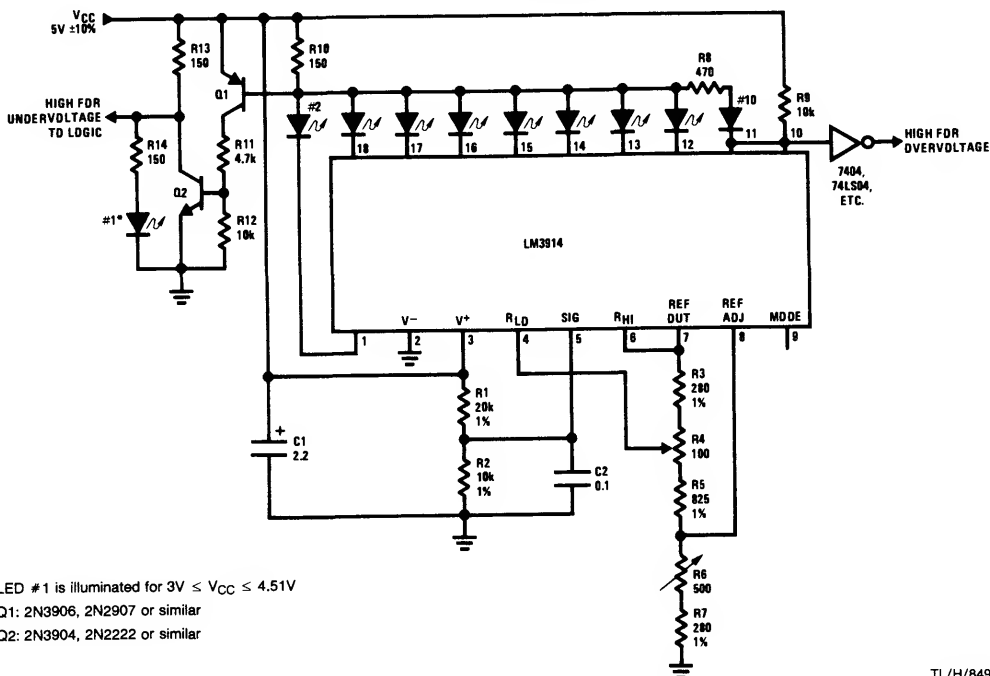 VCC
5V ±10%
R13
150
Q1
R10
150
#2
R8
470
#10
R9
10k
HIGH FOR
UNDERVOLTAGE
TO LOGIC
R14
150
R11
4.7k
Q2
R12
10k
#1*
18
17
16
15
14
13
12
11
10
HIGH FOR
OVERVOLTAGE
7404,
74LS04,
ETC.
LM3914
V−
V+
RLO
SIG
RHI
REF
OUT
REF
ADJ
MODE
1
2
3
4
5
6
7
8
9
R1
20k
1%
R3
280
1%
C1
2.2
+
R2
10k
1%
C2
0.1
R4
100
R5
825
1%
R6
500
R7
280
1%
LED #1 is illuminated for 3V ≤ VCC ≤ 4.51V
Q1: 2N3906, 2N2907 or similar
Q2: 2N3904, 2N2222 or similar
TL/H/849